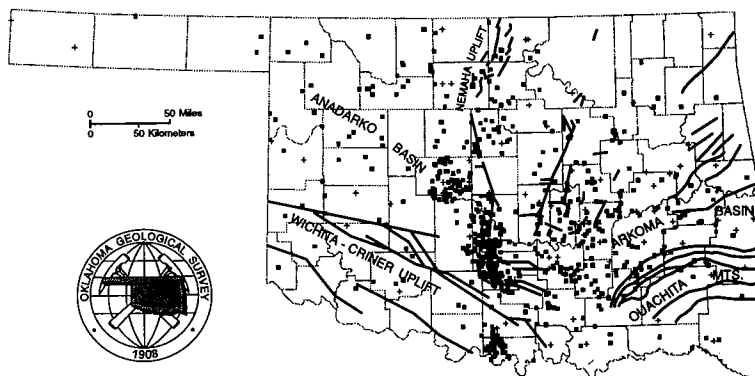 NEMAHA UPLIFT
ANADARKO
BASIN
0 50 Miles
0 50 Kilometers
ARKOMA
BASIN
WICHITA - CRINER UPLIFT
OUACHITA
MTS.
OKLAHOMA GEOLOGICAL SURVEY
1908